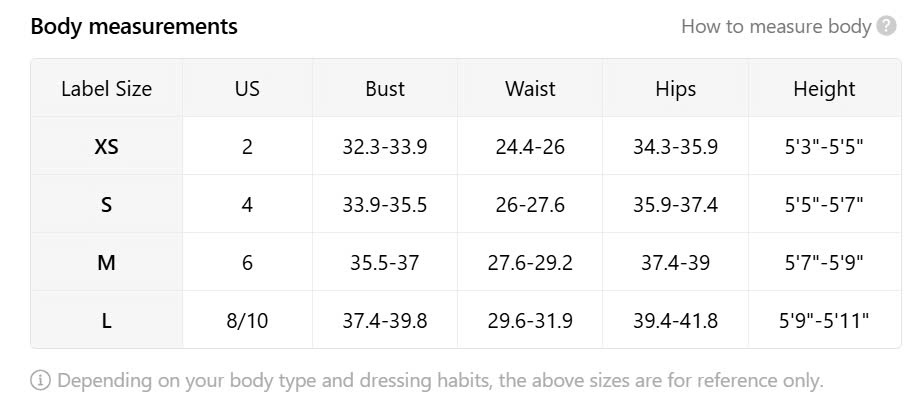 Body measurements How to measure body ?
Label Size US Bust Waist Hips Height
XS 2 32.3-33.9 24.4-26 34.3-35.9 5'3"-5'5"
S 4 33.9-35.5 26-27.6 35.9-37.4 5'5"-5'7"
M 6 35.5-37 27.6-29.2 37.4-39 5'7"-5'9"
L 8/10 37.4-39.8 29.6-31.9 39.4-41.8 5'9"-5'11"
Depending on your body type and dressing habits, the above sizes are for reference only.